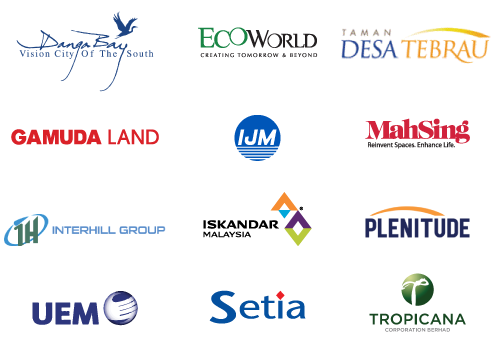 Danga Bay
Vision City Of The South
ECOWORLD
CREATING TOMORROW & BEYOND
TAMAN
DESA TEBRAU
GAMUDA LAND
IJM
MahSing
Reinvent Spaces. Enhance Life.
IH INTERHILL GROUP
ISKANDAR
MALAYSIA
PLENITUDE
UEM
Setia
T
TROPICANA
CORPORATION BERHAD